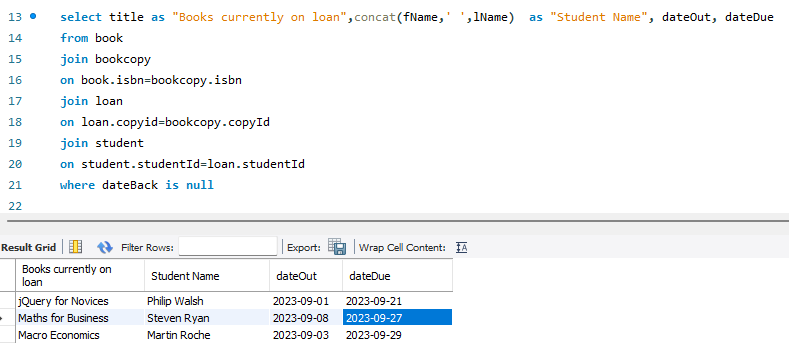 13 select title as "Books currently on loan",concat(fName,' ',lName)  as "Student Name", dateOut, dateDue
14 from book
15 join bookcopy
16 on book.isbn=bookcopy.isbn
17 join loan
18 on loan.copyid=bookcopy.copyId
19 join student
20 on student.studentId=loan.studentId
21 where dateBack is null
22
Result Grid Filter Rows: Export: Wrap Cell Content: IA
Books currently on loan Student Name dateOut dateDue
jQuery for Novices Philip Walsh 2023-09-01 2023-09-21
Maths for Business Steven Ryan 2023-09-08 2023-09-27
Macro Economics Martin Roche 2023-09-03 2023-09-29